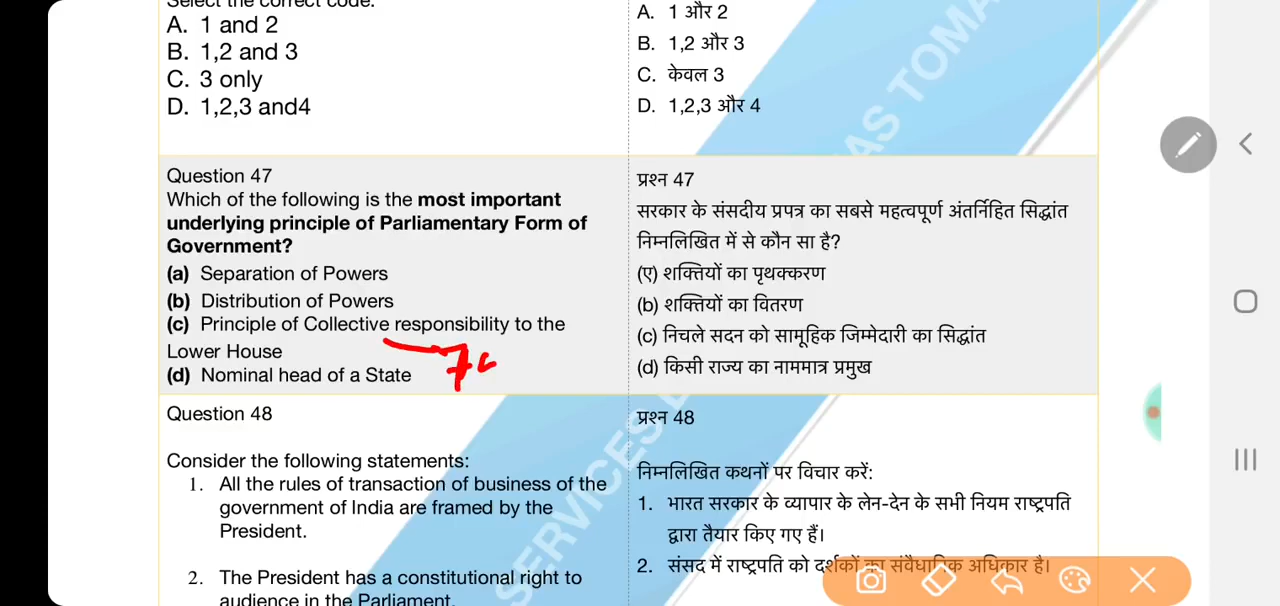 Select the correct code.
A. 1 and 2
B. 1,2 and 3
C. 3 only
D. 1,2,3 and4
A. 1 और 2
B. 1,2 और 3
C. केवल 3
D. 1,2,3 और 4
Question 47
Which of the following is the most important
underlying principle of Parliamentary Form of
Government?
(a) Separation of Powers
(b) Distribution of Powers
(c) Principle of Collective responsibility to the
Lower House
(d) Nominal head of a State
प्रश्न 47
सरकार के संसदीय प्रपत्र का सबसे महत्वपूर्ण अंतर्निहित सिद्धांत
निम्नलिखित में से कौन सा है?
(ए) शक्तियों का पृथक्करण
(b) शक्तियों का वितरण
(c) निचले सदन को सामूहिक जिम्मेदारी का सिद्धांत
(d) किसी राज्य का नाममात्र प्रमुख
Question 48
Consider the following statements:
1. All the rules of transaction of business of the
government of India are framed by the
President.
2. The President has a constitutional right to
audience in the Parliament.
प्रश्न 48
निम्नलिखित कथनों पर विचार करें:
1. भारत सरकार के व्यापार के लेन-देन के सभी नियम राष्ट्रपति
द्वारा तैयार किए गए हैं।
2. संसद में राष्ट्रपति को दर्शकों का संवैधानिक अधिकार है।
AS TOMA
SERVICES